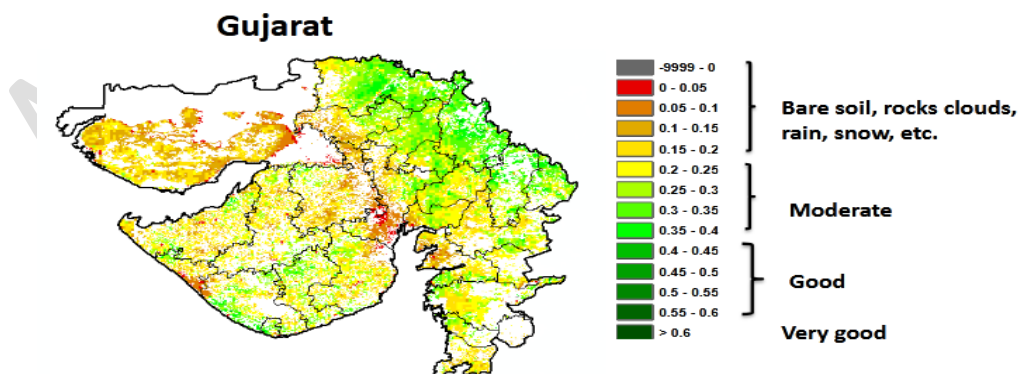 Gujarat
-9999 - 0
0 - 0.05
0.05 - 0.1
0.1 - 0.15
0.15 - 0.2
0.2 - 0.25
0.25 - 0.3
0.3 - 0.35
0.35 - 0.4
0.4 - 0.45
0.45 - 0.5
0.5 - 0.55
0.55 - 0.6
> 0.6
Bare soil, rocks clouds,
rain, snow, etc.
Moderate
Good
Very good